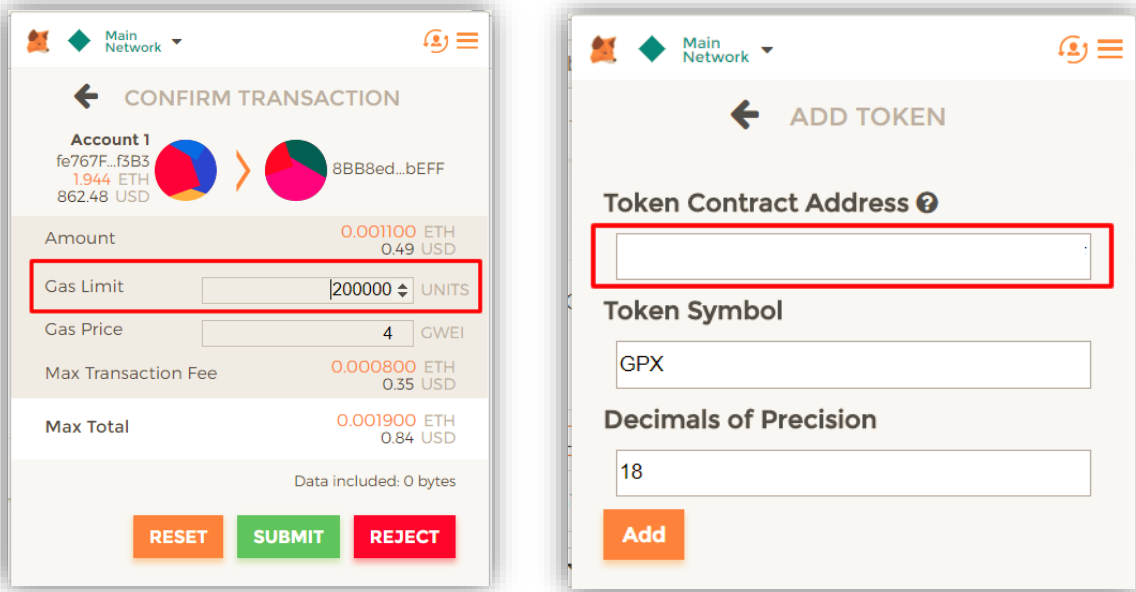 Main
Network
CONFIRM TRANSACTION
Account 1
fe767F...f3B3
1.944 ETH
862.48 USD
8BB8ed...bEFF
Amount
0.001100 ETH
0.49 USD
Gas Limit
200000
UNITS
Gas Price
4
GWEI
Max Transaction Fee
0.000800 ETH
0.35 USD
Max Total
0.001900 ETH
0.84 USD
Data included: 0 bytes
RESET
SUBMIT
REJECT
Main
Network
ADD TOKEN
Token Contract Address ?
Token Symbol
GPX
Decimals of Precision
18
Add